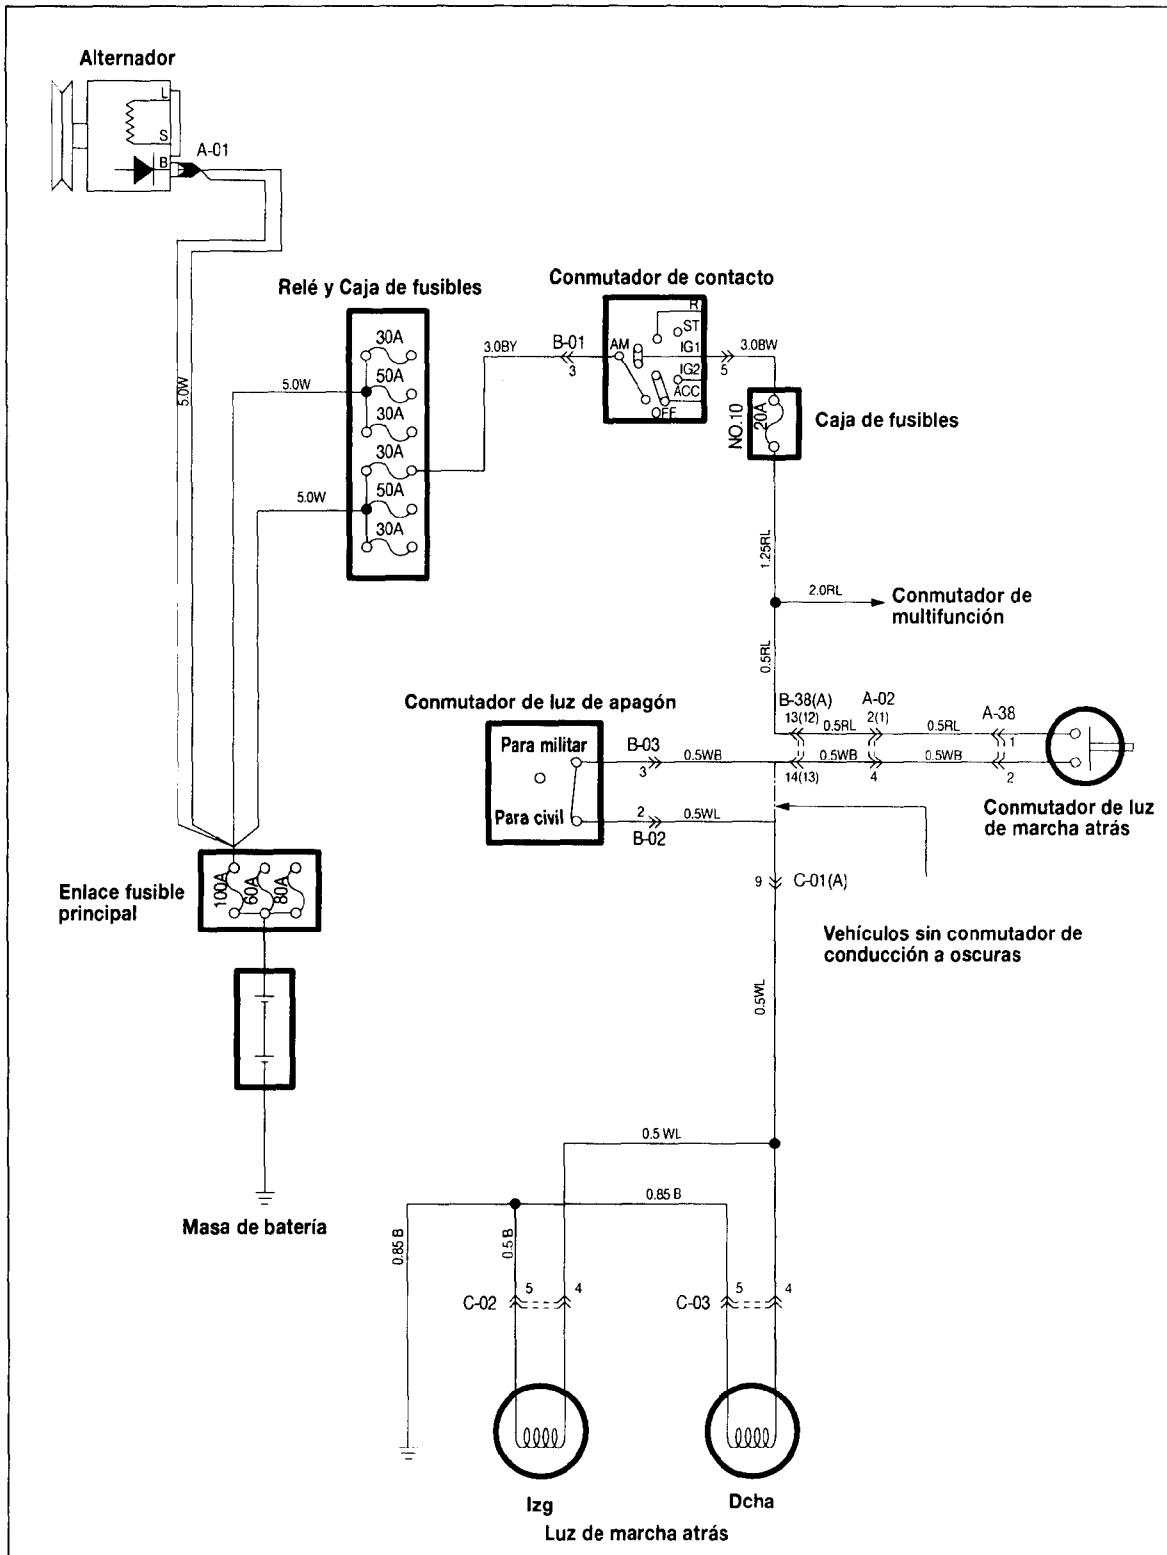 Alternador
L
S
B
A-01
Relé y Caja de fusibles
30A
50A
30A
30A
50A
30A
5.0W
5.0W
5.0W
Conmutador de contacto
3.0BY
B-01
3
AM
R
ST
IG1
IG2
ACC
OFF
5
3.0BW
NO.10
20A
Caja de fusibles
1.25RL
2.0RL
Conmutador de
multifunción
0.5RL
Conmutador de luz de apagón
Para militar
Para civil
B-03
3
0.5WB
2
B-02
0.5WL
B-38(A)
13(12)
14(13)
0.5RL
0.5WB
A-02
2(1)
4
0.5RL
0.5WB
A-38
1
2
Conmutador de luz
de marcha atrás
9
C-01(A)
Vehículos sin conmutador de
conducción a oscuras
0.5WL
Enlace fusible
principal
100A
60A
80A
Masa de batería
0.5 WL
0.85 B
0.85 B
0.5 B
C-02
5
4
C-03
5
4
Izg
Dcha
Luz de marcha atrás